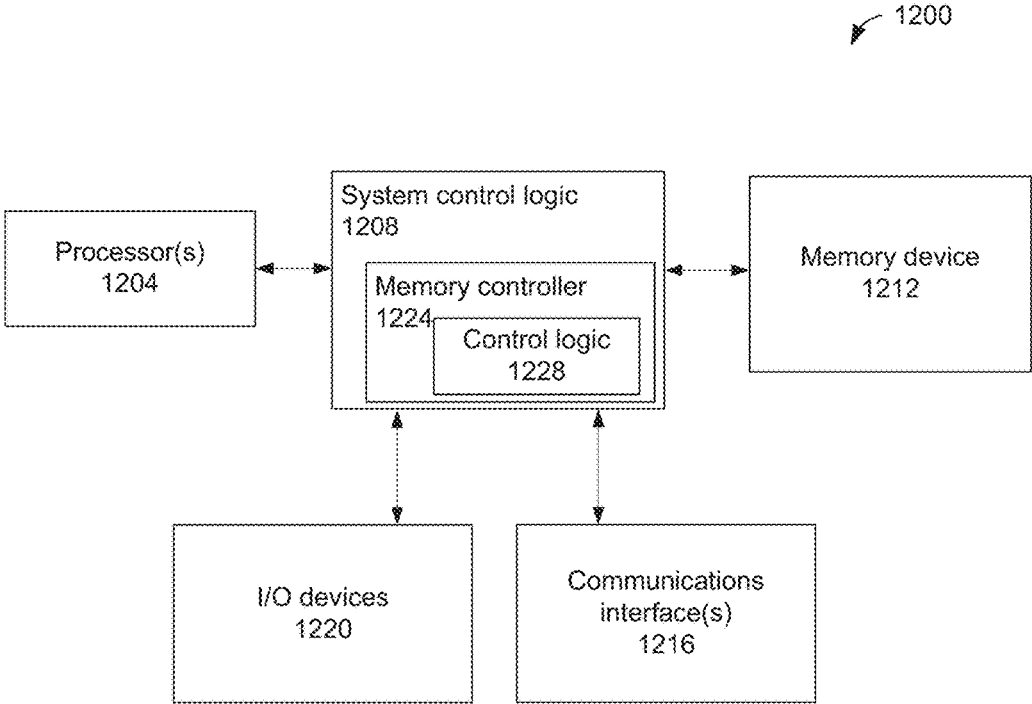 1200
System control logic
1208
Processor(s)
1204
Memory controller
1224
Control logic
1228
Memory device
1212
I/O devices
1220
Communications
interface(s)
1216